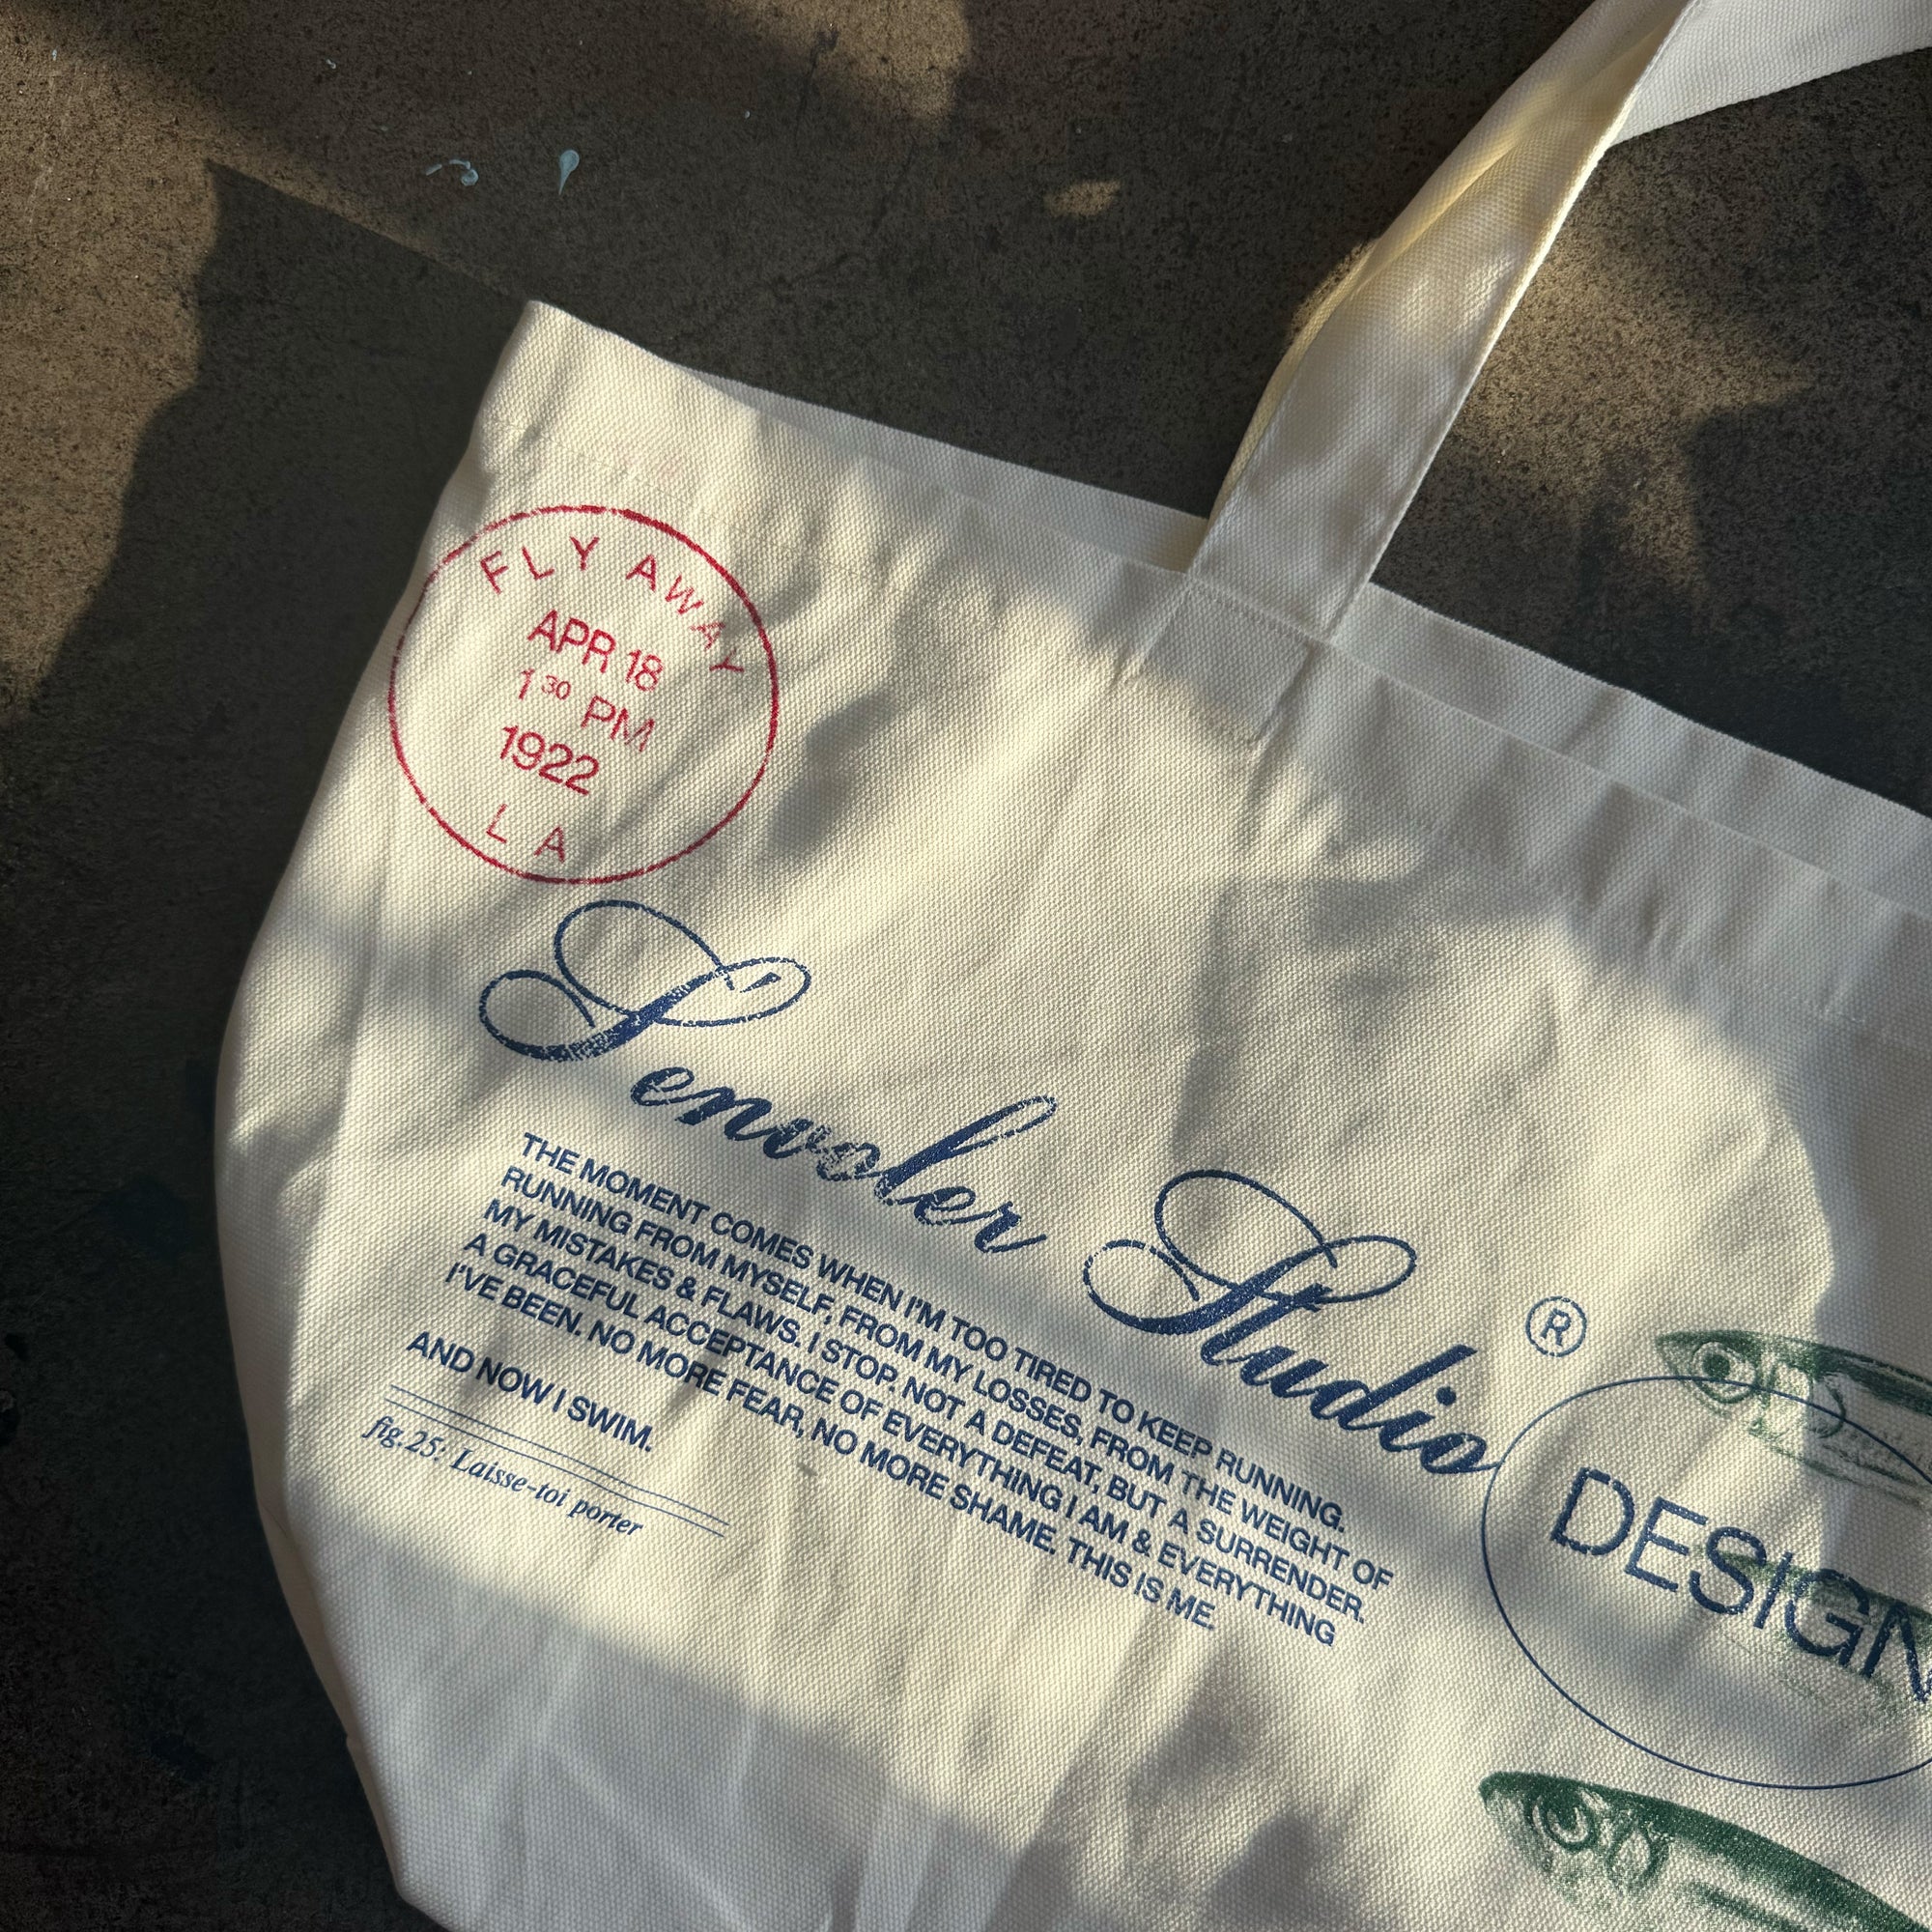 FLY AWAY
APR 18
1 30 PM
1922
L A
S'envoler Studio ®
THE MOMENT COMES WHEN I'M TOO TIRED TO KEEP RUNNING.
RUNNING FROM MYSELF, FROM MY LOSSES, FROM THE WEIGHT OF
MY MISTAKES & FLAWS. I STOP. NOT A DEFEAT, BUT A SURRENDER.
A GRACEFUL ACCEPTANCE OF EVERYTHING I AM & EVERYTHING
I'VE BEEN. NO MORE FEAR, NO MORE SHAME. THIS IS ME.
AND NOW I SWIM.
fig. 25: Laisse-toi porter
DESIGN